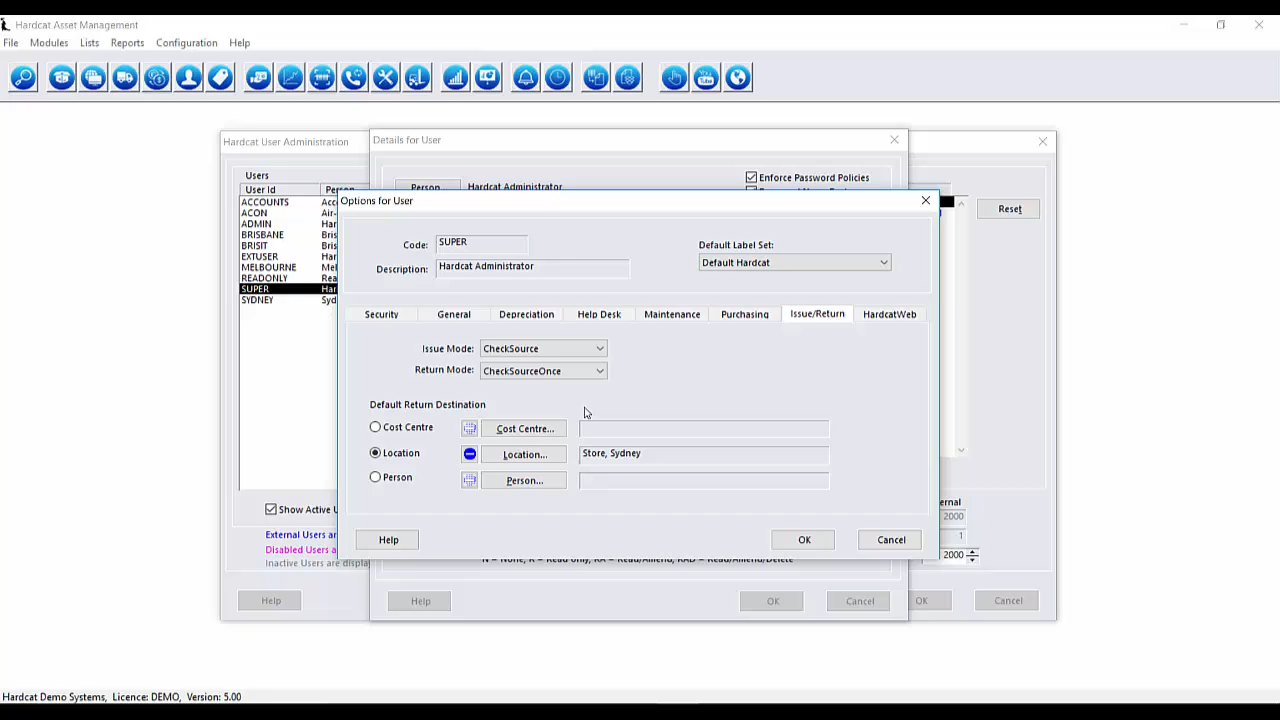 Hardcat Asset Management
File Modules Lists Reports Configuration Help
You Tube
Hardcat User Administration
Details for User
Users
User Id Person
ACCOUNTS Acc
ACON Air-
ADMIN Har
BRISBANE Bris
BRISIT Bris
EXTUSER Har
MELBOURNE Mel
READONLY Rea
SUPER Har
SYDNEY Syd
Person Hardcat Administrator
Enforce Password Policies
Reset
Options for User
Code: SUPER
Description: Hardcat Administrator
Default Label Set:
Default Hardcat
Security General Depreciation Help Desk Maintenance Purchasing Issue/Return HardcatWeb
Issue Mode: CheckSource
Return Mode: CheckSourceOnce
Default Return Destination
Cost Centre Cost Centre...
Location Location... Store, Sydney
Person Person...
Help OK Cancel
Show Active U
External Users ar
Disabled Users a
Inactive Users are displa
N = None, R = Read only, RA = Read/Amend, RAD = Read/Amend/Delete
ernal
2000
1
2000
Help Help OK Cancel OK Cancel
Hardcat Demo Systems, Licence: DEMO, Version: 5.00